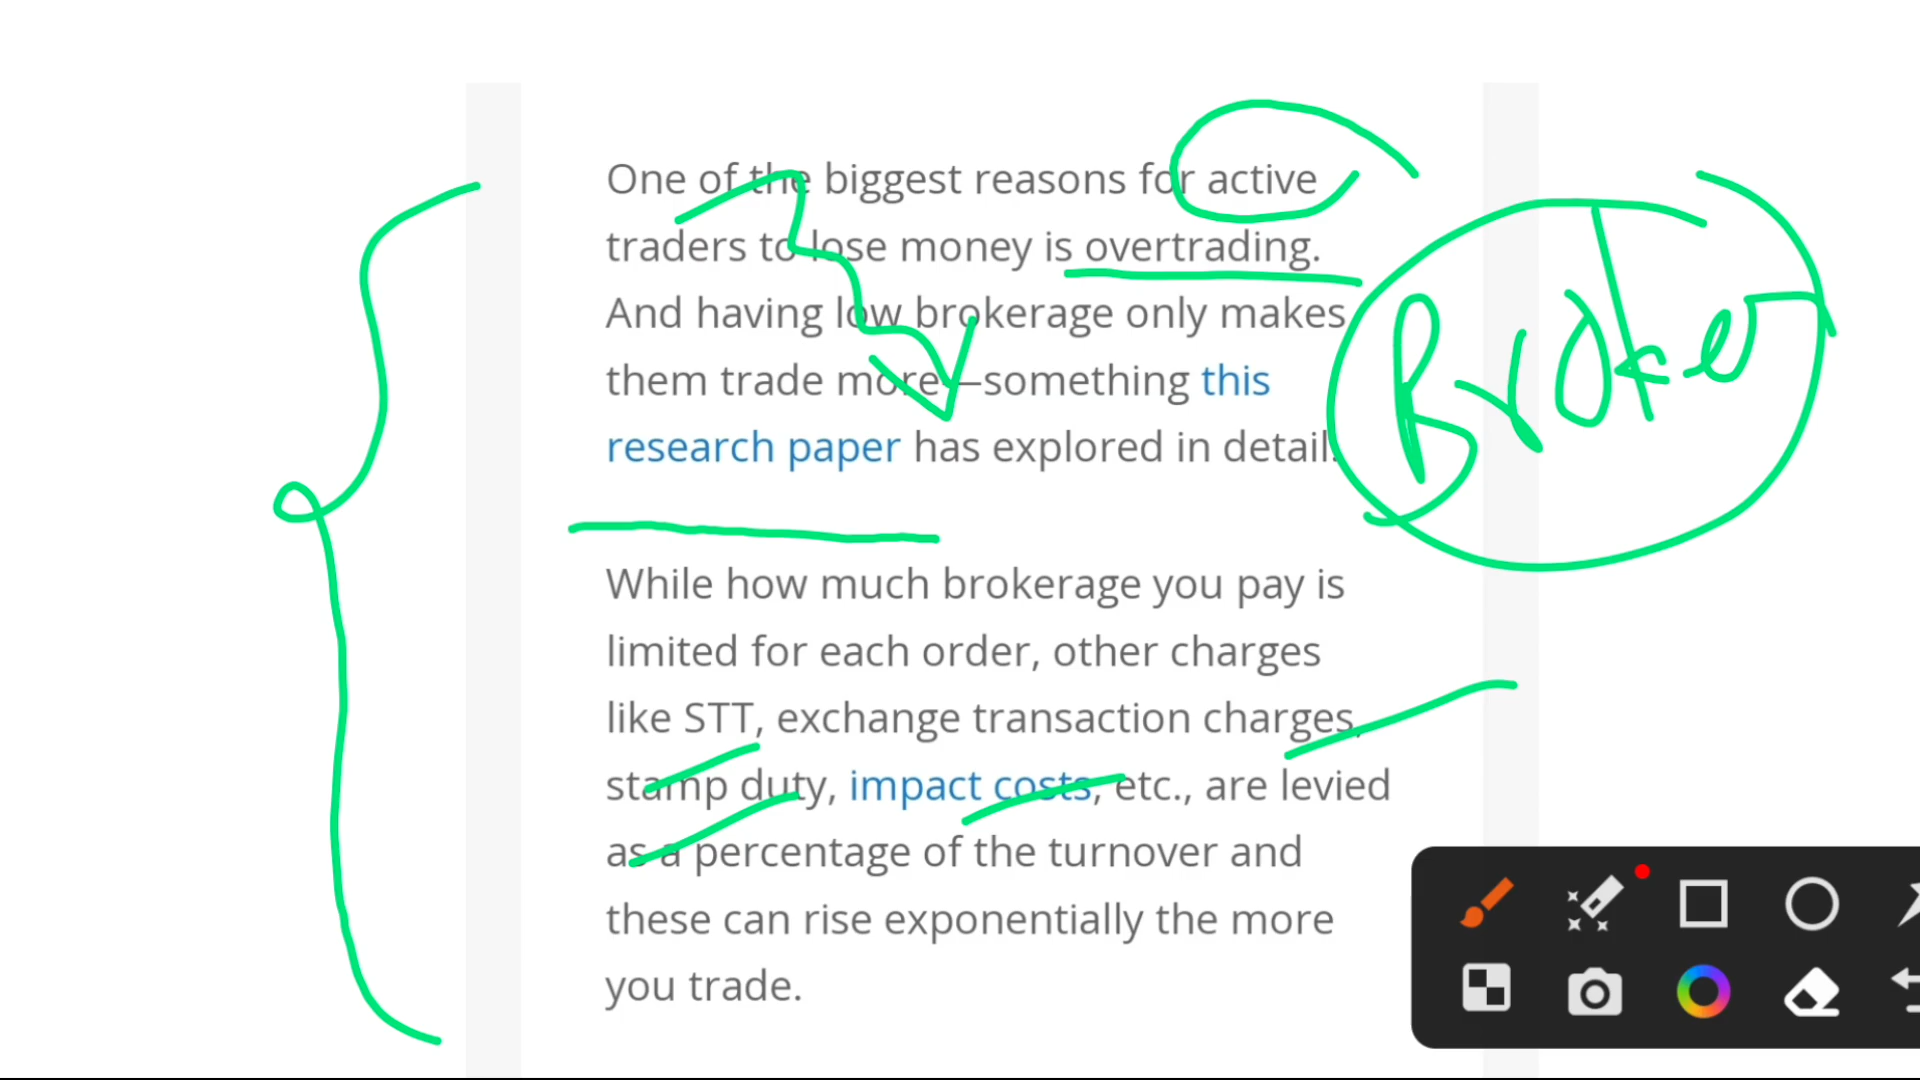 One of the biggest reasons for active
traders to lose money is overtrading.
And having low brokerage only makes
them trade more—something this
research paper has explored in detail.
Broker
While how much brokerage you pay is
limited for each order, other charges
like STT, exchange transaction charges,
stamp duty, impact costs, etc., are levied
as a percentage of the turnover and
these can rise exponentially the more
you trade.